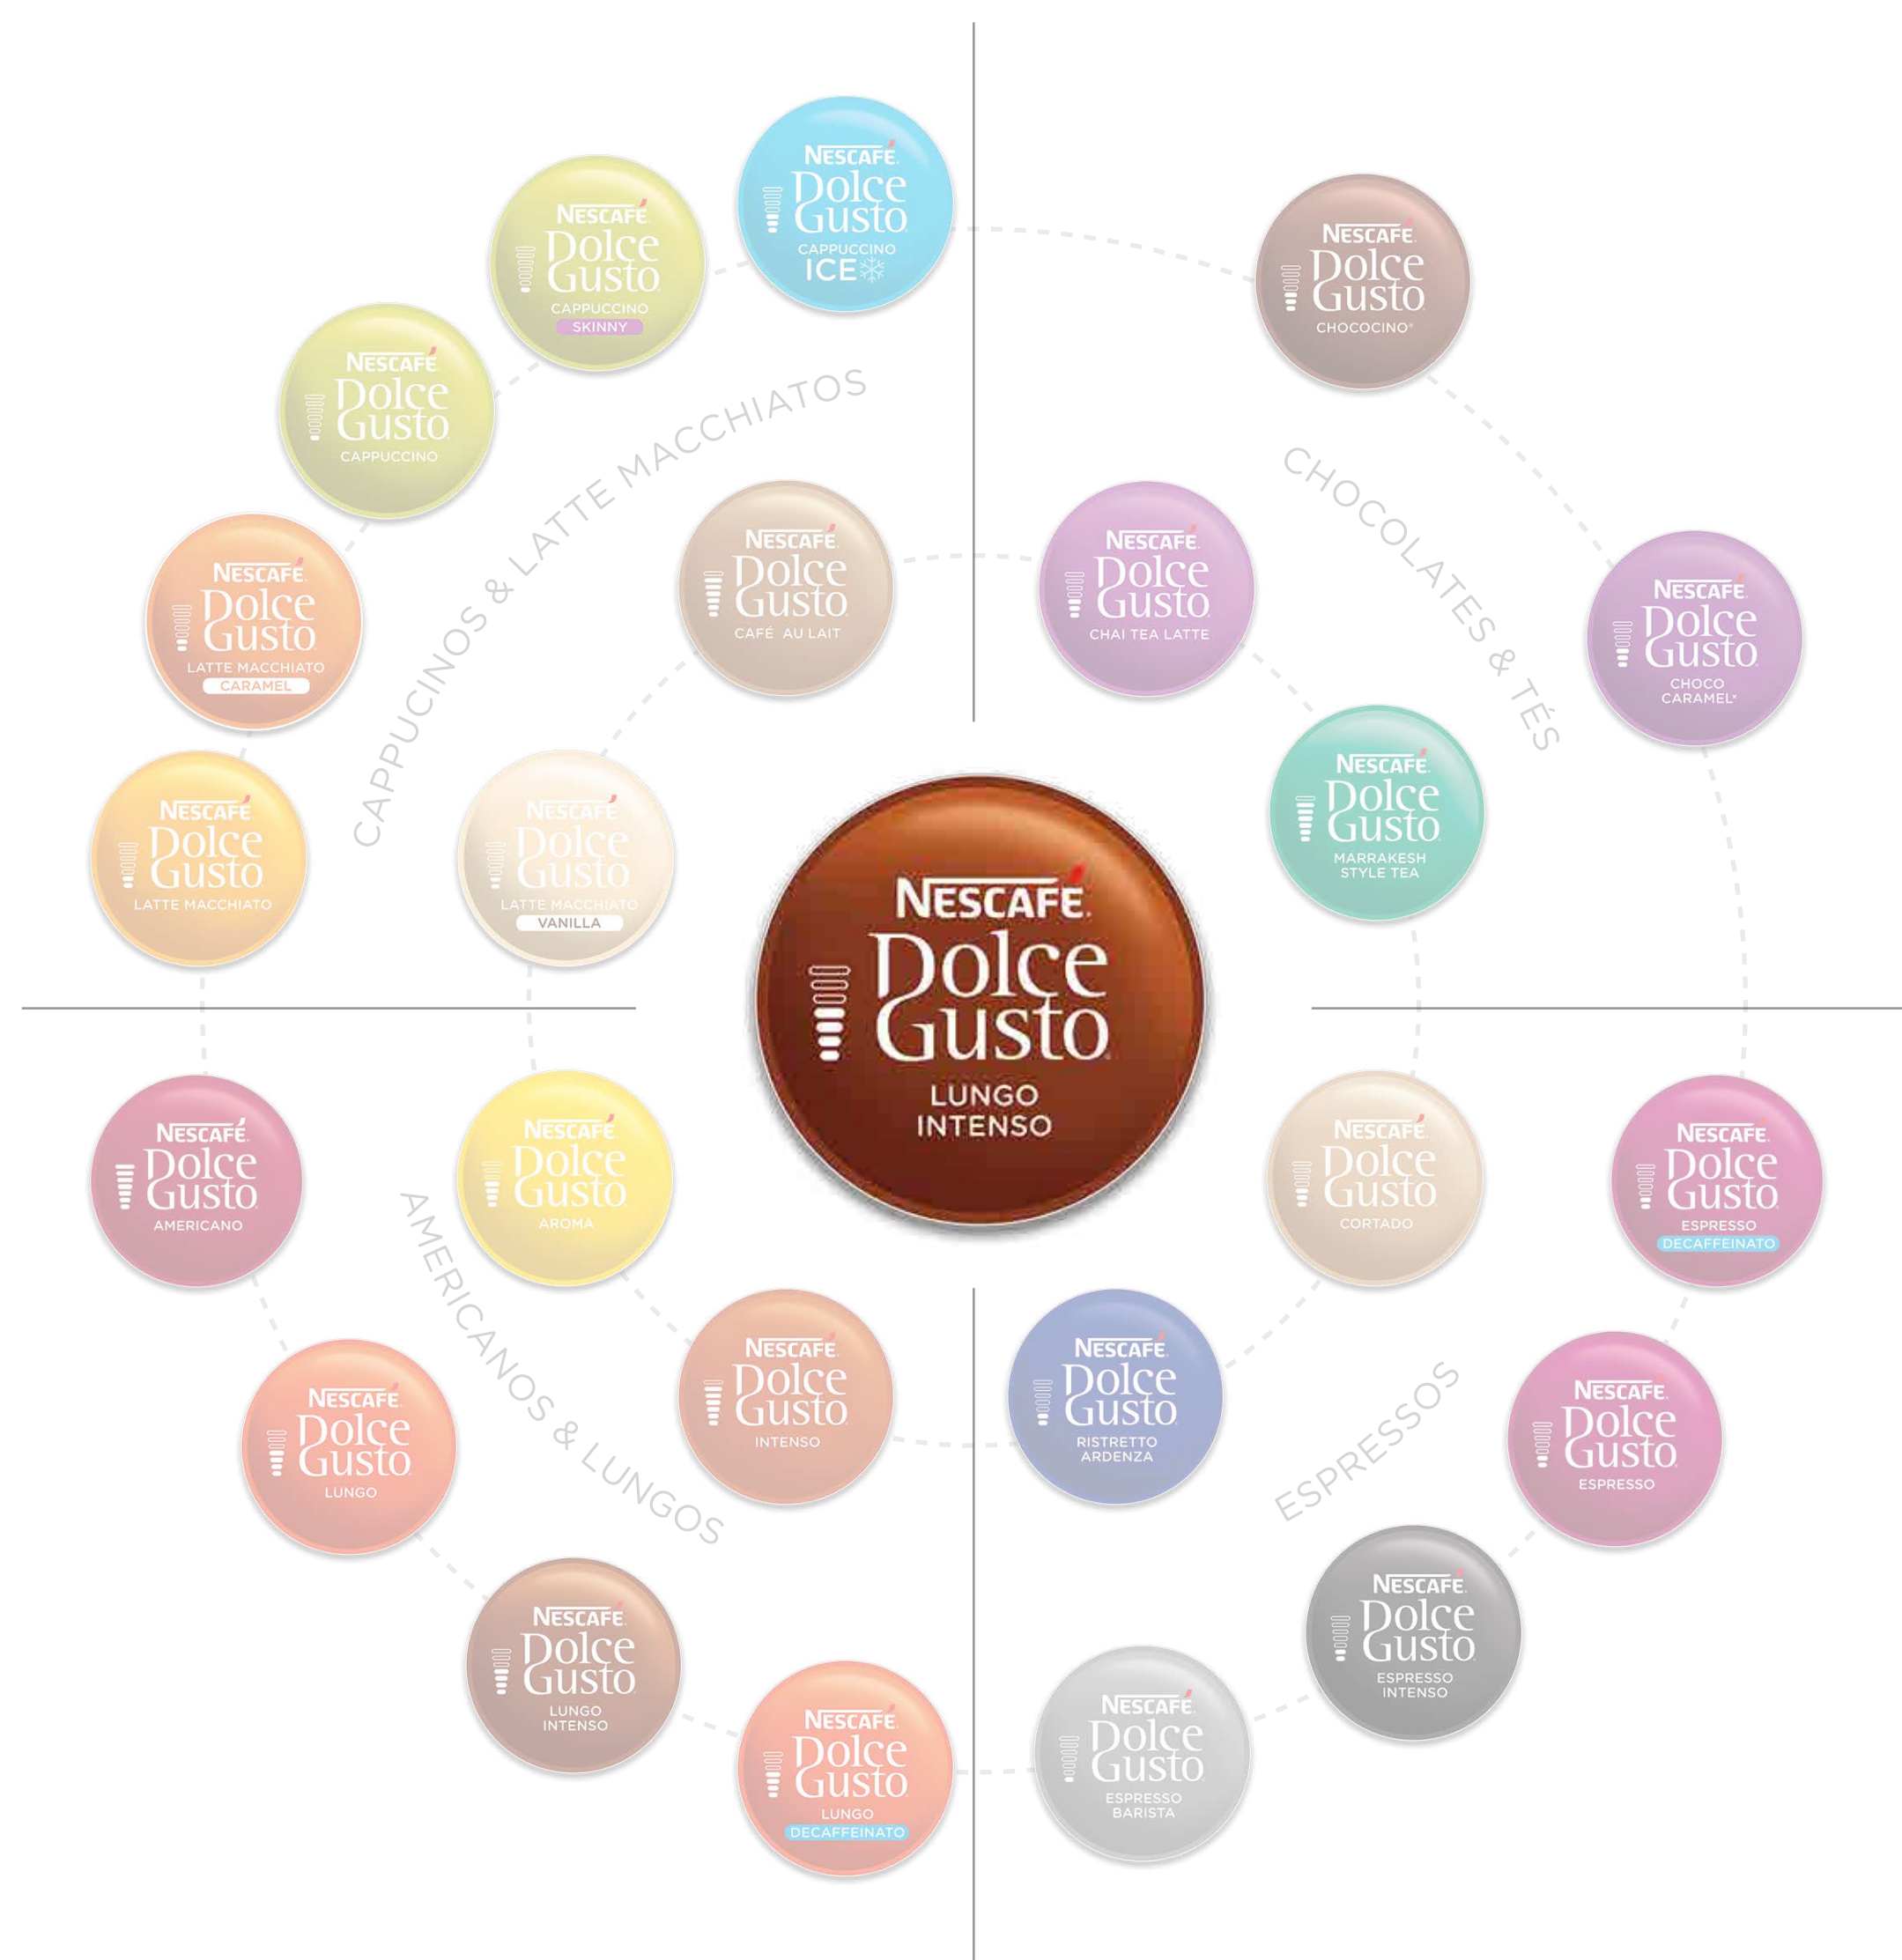 NESCAFÉ.
Dolce
Gusto
CAPPUCCINO
ICE
NESCAFÉ.
Dolce
Gusto
CAPPUCCINO
SKINNY
NESCAFÉ.
Dolce
Gusto
CAPPUCCINO
NESCAFÉ.
Dolce
Gusto
LATTE MACCHIATO
CARAMEL
NESCAFÉ.
Dolce
Gusto
LATTE MACCHIATO
CAPPUCINOS & LATTE MACCHIATOS
NESCAFÉ.
Dolce
Gusto
CAFÉ AU LAIT
NESCAFÉ.
Dolce
Gusto
LATTE MACCHIATO
VANILLA
NESCAFÉ.
Dolce
Gusto
CHOCOCINO®
NESCAFÉ.
Dolce
Gusto
CHOCO
CARAMEL*
CHOCOLATES & TÉS
NESCAFÉ.
Dolce
Gusto
CHAI TEA LATTE
NESCAFÉ.
Dolce
Gusto
MARRAKESH
STYLE TEA
NESCAFÉ.
Dolce
Gusto
LUNGO
INTENSO
NESCAFÉ.
Dolce
Gusto
AMERICANO
NESCAFÉ.
Dolce
Gusto
AROMA
AMERICANOS & LUNGOS
NESCAFÉ.
Dolce
Gusto
INTENSO
NESCAFÉ.
Dolce
Gusto
LUNGO
NESCAFÉ.
Dolce
Gusto
LUNGO
INTENSO
NESCAFÉ.
Dolce
Gusto
LUNGO
DECAFFEINATO
NESCAFÉ.
Dolce
Gusto
CORTADO
NESCAFÉ.
Dolce
Gusto
ESPRESSO
DECAFFEINATO
NESCAFÉ.
Dolce
Gusto
RISTRETTO
ARDENZA
ESPRESSOS
NESCAFÉ.
Dolce
Gusto
ESPRESSO
NESCAFÉ.
Dolce
Gusto
ESPRESSO
INTENSO
NESCAFÉ.
Dolce
Gusto
ESPRESSO
BARISTA